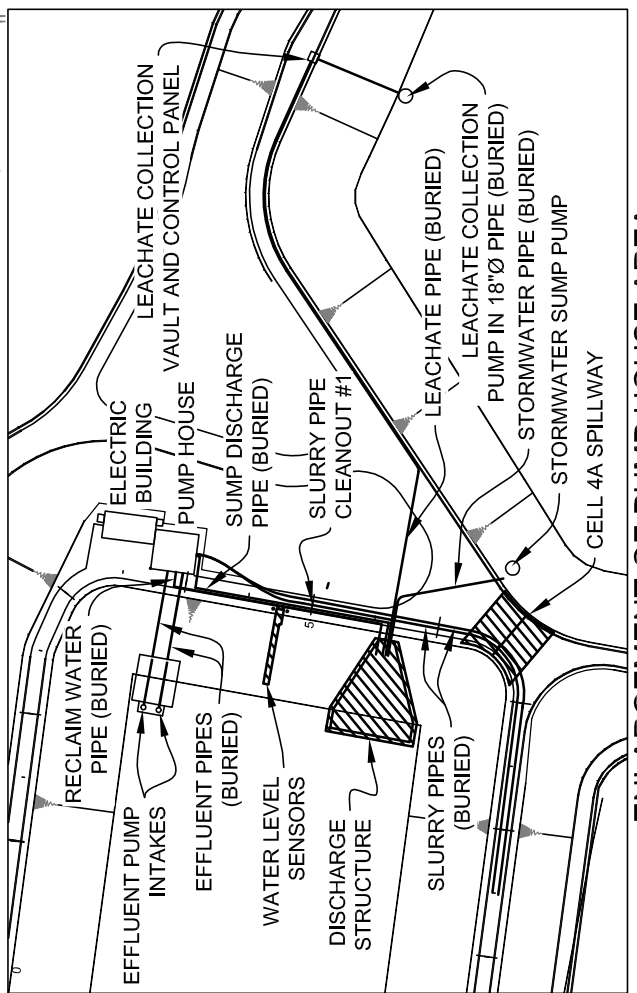 LEACHATE COLLECTION
VAULT AND CONTROL PANEL
ELECTRIC
BUILDING
PUMP HOUSE
SUMP DISCHARGE
PIPE (BURIED)
SLURRY PIPE
CLEANOUT #1
LEACHATE PIPE (BURIED)
LEACHATE COLLECTION
PUMP IN 18"Ø PIPE (BURIED)
STORMWATER PIPE (BURIED)
STORMWATER SUMP PUMP
CELL 4A SPILLWAY
RECLAIM WATER
PIPE (BURIED)
EFFLUENT PUMP
INTAKES
EFFLUENT PIPES
(BURIED)
WATER LEVEL
SENSORS
DISCHARGE
STRUCTURE
SLURRY PIPES
(BURIED)
5
0
ENLARGEMENT OF PUMP HOUSE AREA